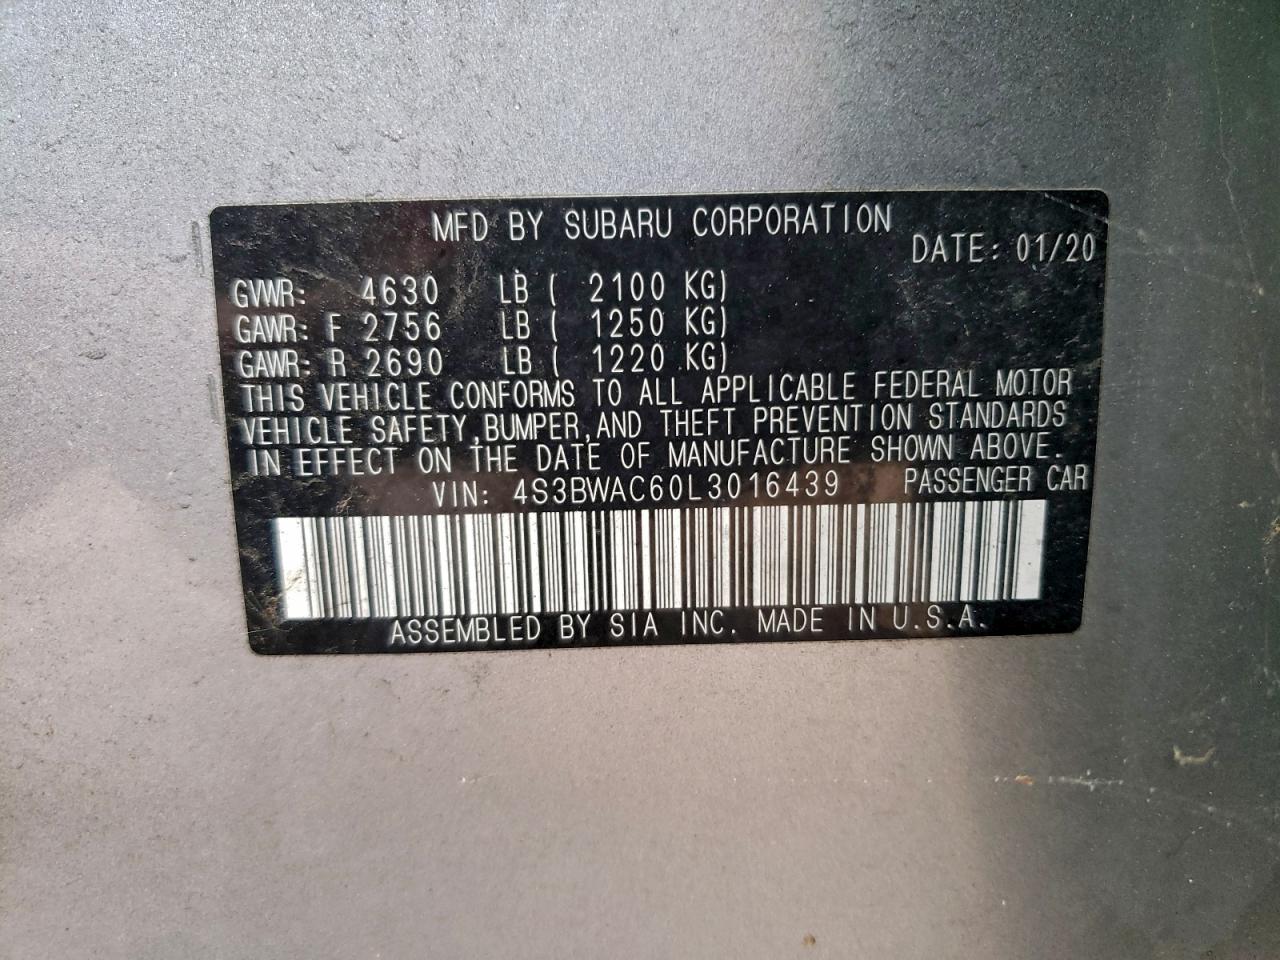 MFD BY SUBARU CORPORATION
DATE: 01/20
GVWR: 4630 LB ( 2100 KG)
GAWR: F 2756 LB ( 1250 KG)
GAWR: R 2690 LB ( 1220 KG)
THIS VEHICLE CONFORMS TO ALL APPLICABLE FEDERAL MOTOR
VEHICLE SAFETY, BUMPER, AND THEFT PREVENTION STANDARDS
IN EFFECT ON THE DATE OF MANUFACTURE SHOWN ABOVE.
VIN: 4S3BWAC60L3016439 PASSENGER CAR
ASSEMBLED BY SIA INC. MADE IN U.S.A.